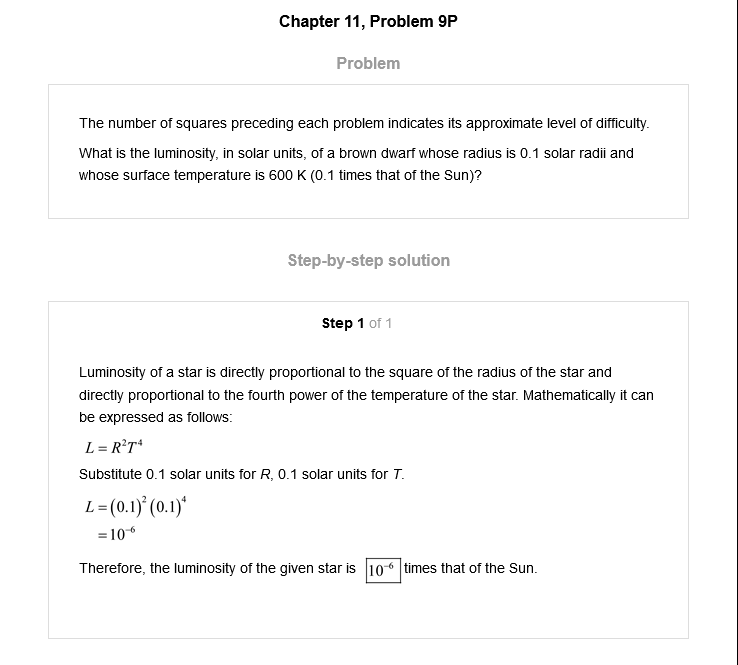 Chapter 11, Problem 9P
Problem
The number of squares preceding each problem indicates its approximate level of difficulty.
What is the luminosity, in solar units, of a brown dwarf whose radius is 0.1 solar radii and
whose surface temperature is 600 K (0.1 times that of the Sun)?
Step-by-step solution
Step 1 of 1
Luminosity of a star is directly proportional to the square of the radius of the star and
directly proportional to the fourth power of the temperature of the star. Mathematically it can
be expressed as follows:
L = R²T⁴
Substitute 0.1 solar units for R, 0.1 solar units for T.
L = (0.1)² (0.1)⁴
= 10⁻⁶
Therefore, the luminosity of the given star is 10⁻⁶ times that of the Sun.